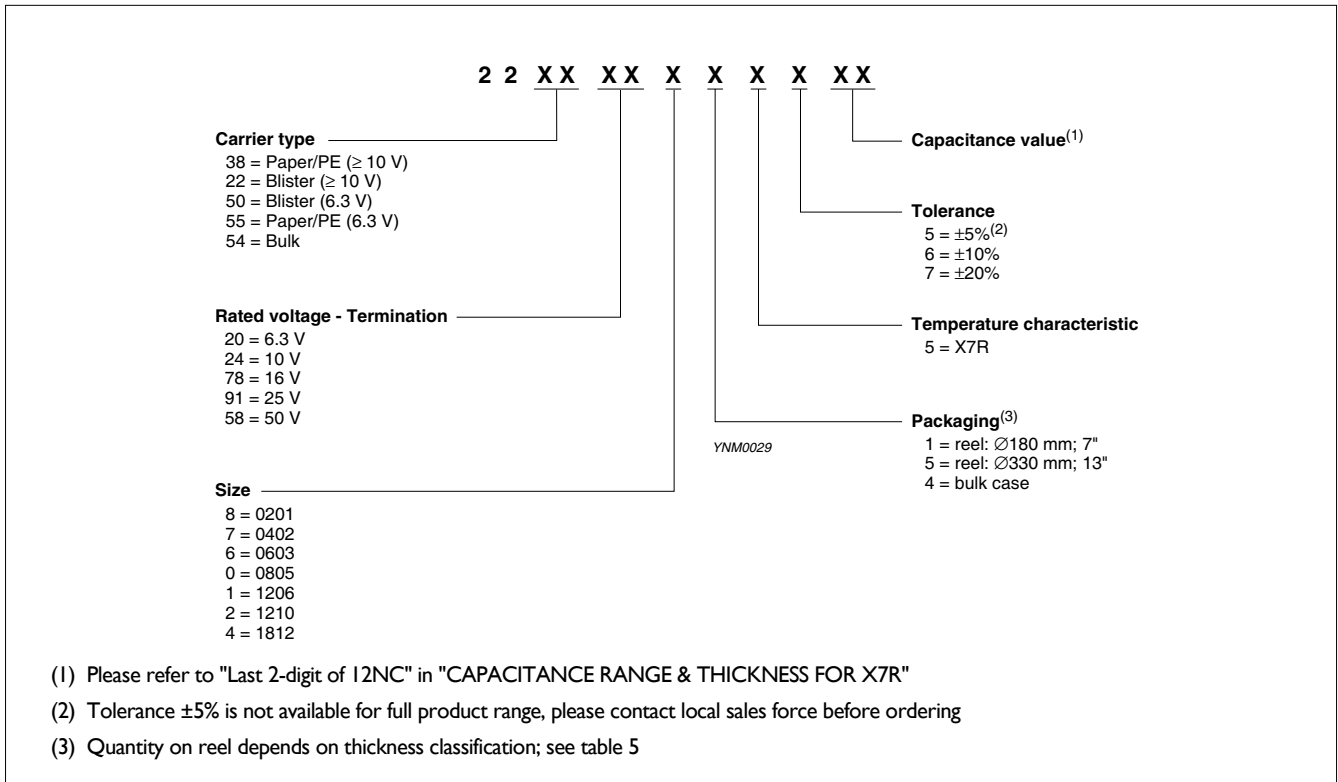 2 2 X X X X X X X X X X
Carrier type
38 = Paper/PE (≥ 10 V)
22 = Blister (≥ 10 V)
50 = Blister (6.3 V)
55 = Paper/PE (6.3 V)
54 = Bulk
Rated voltage - Termination
20 = 6.3 V
24 = 10 V
78 = 16 V
91 = 25 V
58 = 50 V
Size
8 = 0201
7 = 0402
6 = 0603
0 = 0805
1 = 1206
2 = 1210
4 = 1812
Capacitance value(1)
Tolerance
5 = ±5%(2)
6 = ±10%
7 = ±20%
Temperature characteristic
5 = X7R
Packaging(3)
1 = reel: ∅180 mm; 7"
5 = reel: ∅330 mm; 13"
4 = bulk case
YNM0029
(1) Please refer to "Last 2-digit of 12NC" in "CAPACITANCE RANGE & THICKNESS FOR X7R"
(2) Tolerance ±5% is not available for full product range, please contact local sales force before ordering
(3) Quantity on reel depends on thickness classification; see table 5